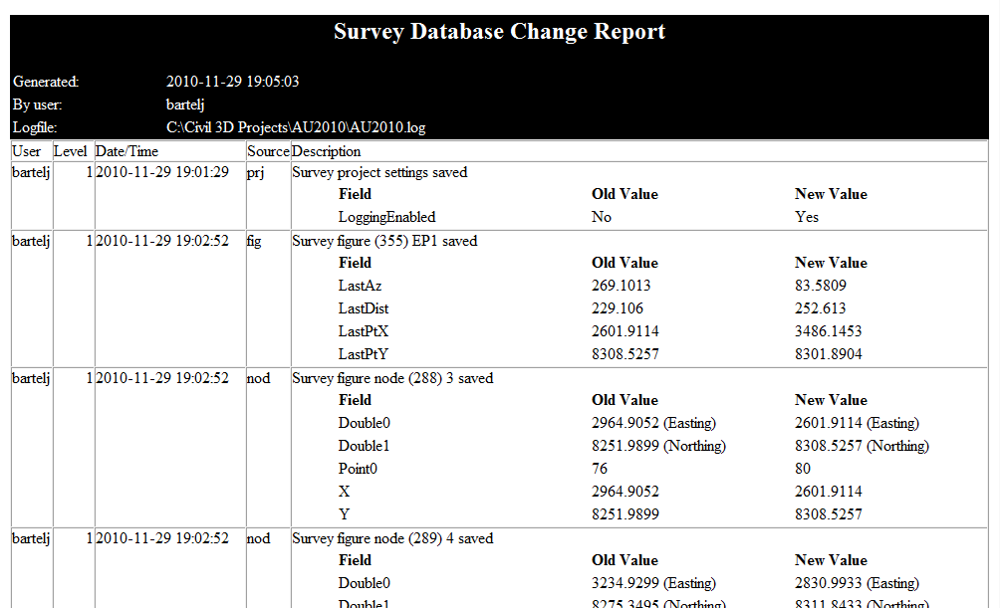 Survey Database Change Report
Generated: 2010-11-29 19:05:03
By user: bartelj
Logfile: C:\Civil 3D Projects\AU2010\AU2010.log
User Level Date/Time Source Description
bartelj 1 2010-11-29 19:01:29 prj Survey project settings saved
Field Old Value New Value
LoggingEnabled No Yes
bartelj 1 2010-11-29 19:02:52 fig Survey figure (355) EP1 saved
Field Old Value New Value
LastAz 269.1013 83.5809
LastDist 229.106 252.613
LastPtX 2601.9114 3486.1453
LastPtY 8308.5257 8301.8904
bartelj 1 2010-11-29 19:02:52 nod Survey figure node (288) 3 saved
Field Old Value New Value
Double0 2964.9052 (Easting) 2601.9114 (Easting)
Double1 8251.9899 (Northing) 8308.5257 (Northing)
Point0 76 80
X 2964.9052 2601.9114
Y 8251.9899 8308.5257
bartelj 1 2010-11-29 19:02:52 nod Survey figure node (289) 4 saved
Field Old Value New Value
Double0 3234.9299 (Easting) 2830.9933 (Easting)
Double1 8275.3495 (Northing) 8311.8433 (Northing)